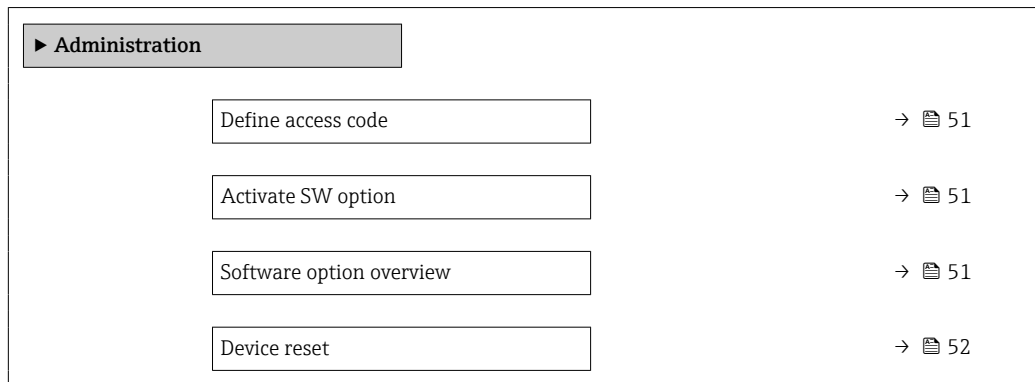 ▶ Administration
Define access code → 51
Activate SW option → 51
Software option overview → 51
Device reset → 52